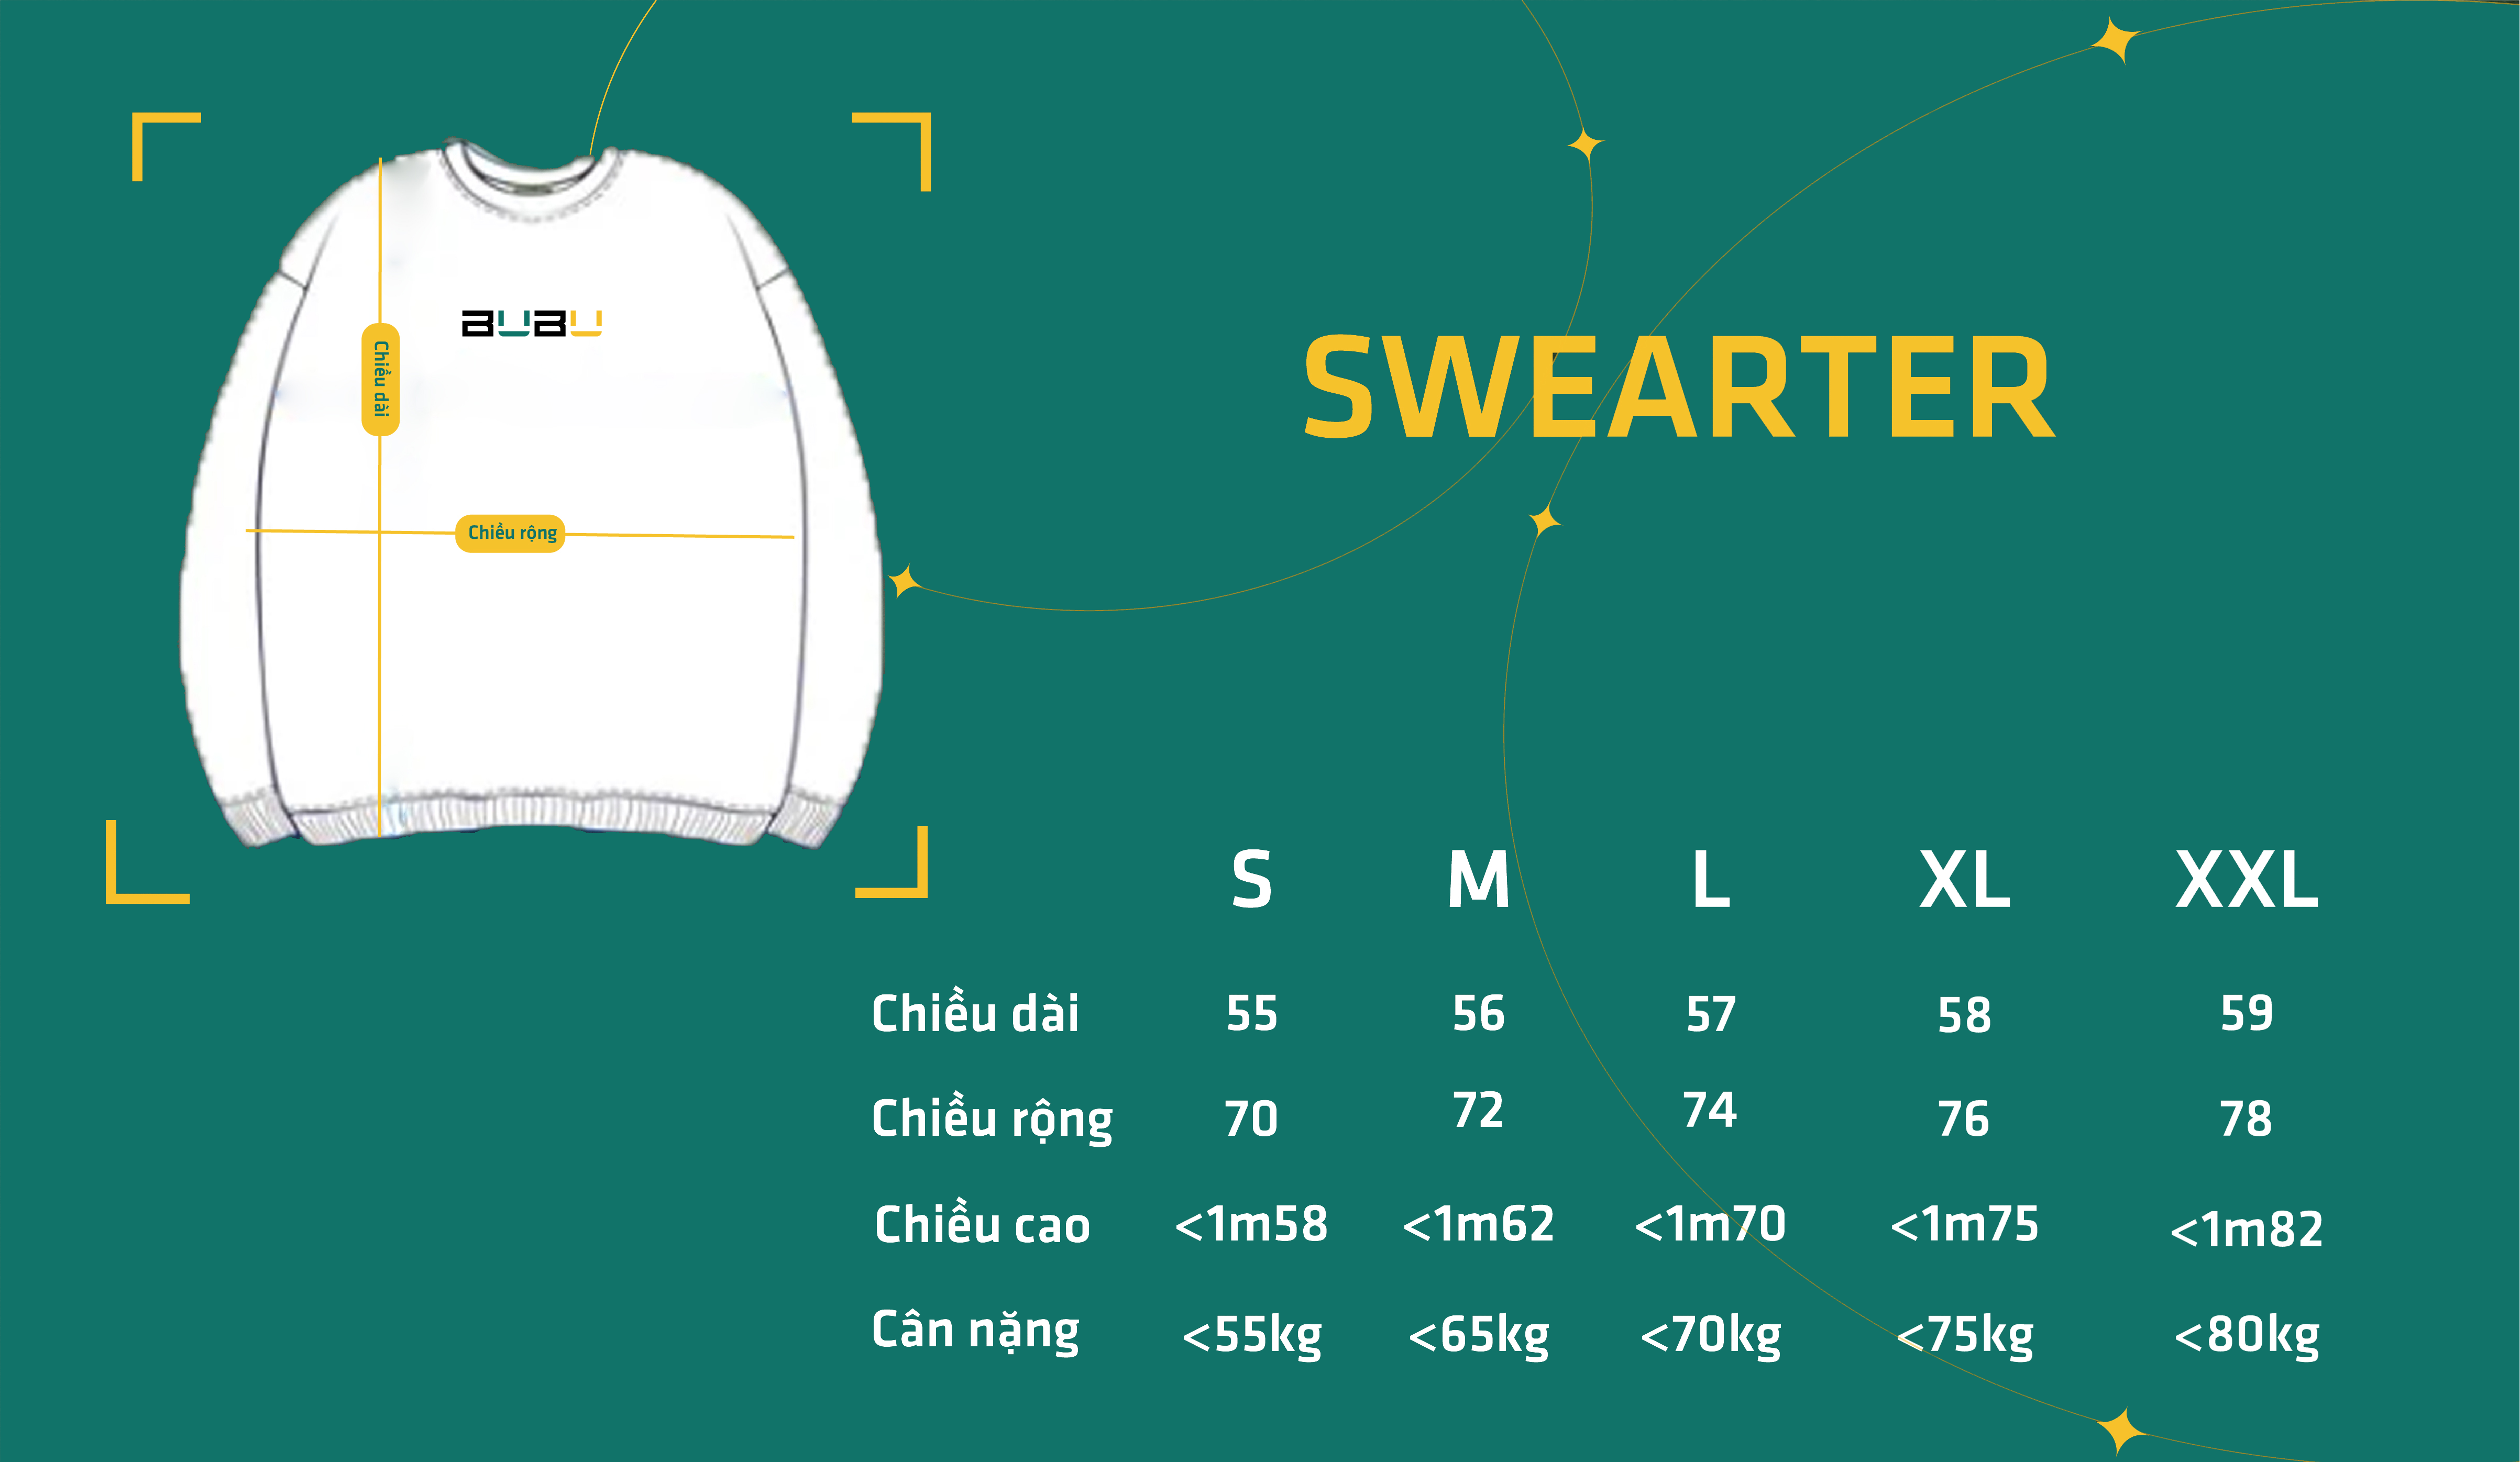 BUBU
Chiều dài
Chiều rộng
SWEARTER
S M L XL XXL
Chiều dài 55 56 57 58 59
Chiều rộng 70 72 74 76 78
Chiều cao <1m58 <1m62 <1m70 <1m75 <1m82
Cân nặng <55kg <65kg <70kg <75kg <80kg